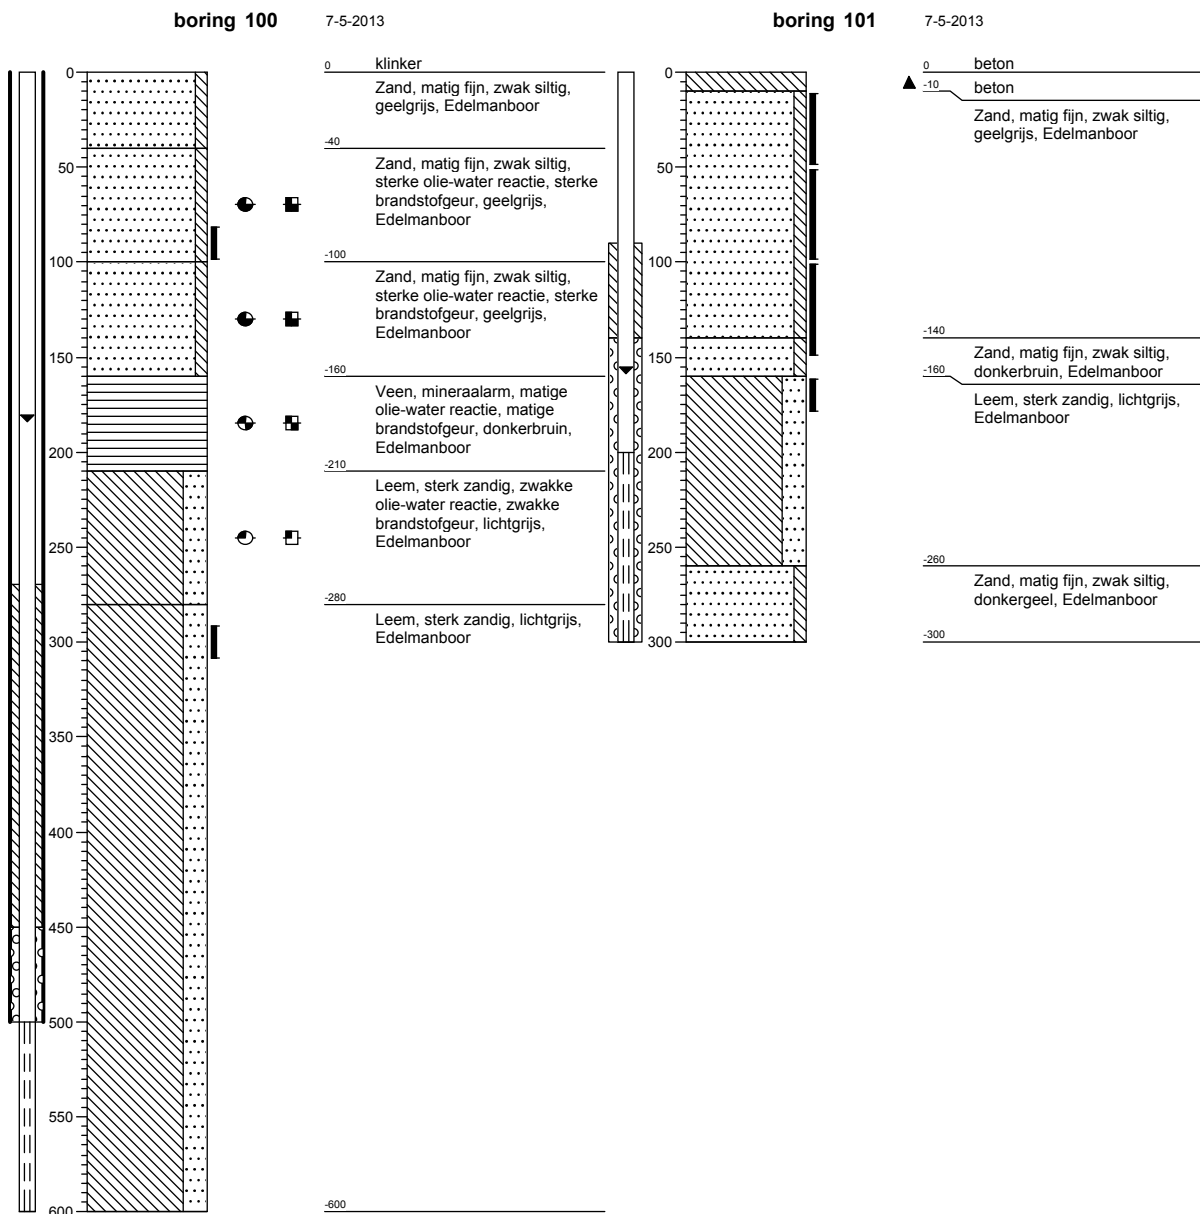 boring 100 7-5-2013
0
50
100
150
200
250
300
350
400
450
500
550
600
0 klinker
Zand, matig fijn, zwak siltig,
geelgrijs, Edelmanboor
-40
Zand, matig fijn, zwak siltig,
sterke olie-water reactie, sterke
brandstofgeur, geelgrijs,
Edelmanboor
-100
Zand, matig fijn, zwak siltig,
sterke olie-water reactie, sterke
brandstofgeur, geelgrijs,
Edelmanboor
-160
Veen, mineraalarm, matige
olie-water reactie, matige
brandstofgeur, donkerbruin,
Edelmanboor
-210
Leem, sterk zandig, zwakke
olie-water reactie, zwakke
brandstofgeur, lichtgrijs,
Edelmanboor
-280
Leem, sterk zandig, lichtgrijs,
Edelmanboor
-600
boring 101 7-5-2013
0
50
100
150
200
250
300
0 beton
-10 beton
Zand, matig fijn, zwak siltig,
geelgrijs, Edelmanboor
-140
Zand, matig fijn, zwak siltig,
donkerbruin, Edelmanboor
-160
Leem, sterk zandig, lichtgrijs,
Edelmanboor
-260
Zand, matig fijn, zwak siltig,
donkergeel, Edelmanboor
-300